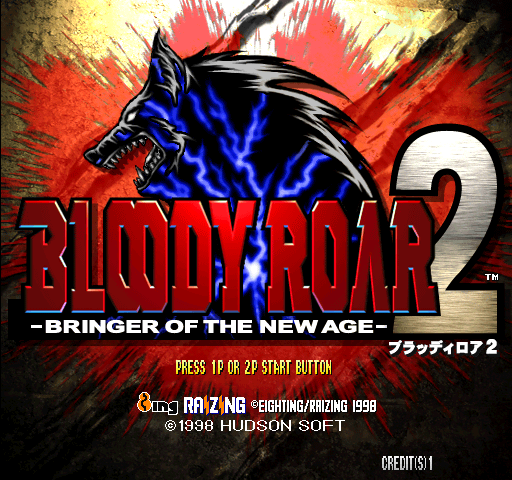 BLOODY ROAR 2 ™
-BRINGER OF THE NEW AGE-
ブラッディロア2
PRESS 1P OR 2P START BUTTON
8ing RAIZING ©EIGHTING/RAIZING 1998
©1998 HUDSON SOFT
CREDIT(S)1